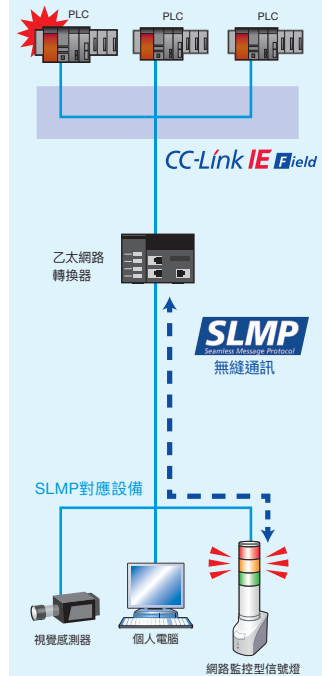 PLC PLC PLC
CC-Link IE Field
乙太網路
轉換器
SLMP
Seamless Message Protocol
無縫通訊
SLMP對應設備
視覺感測器 個人電腦
網路監控型信號燈